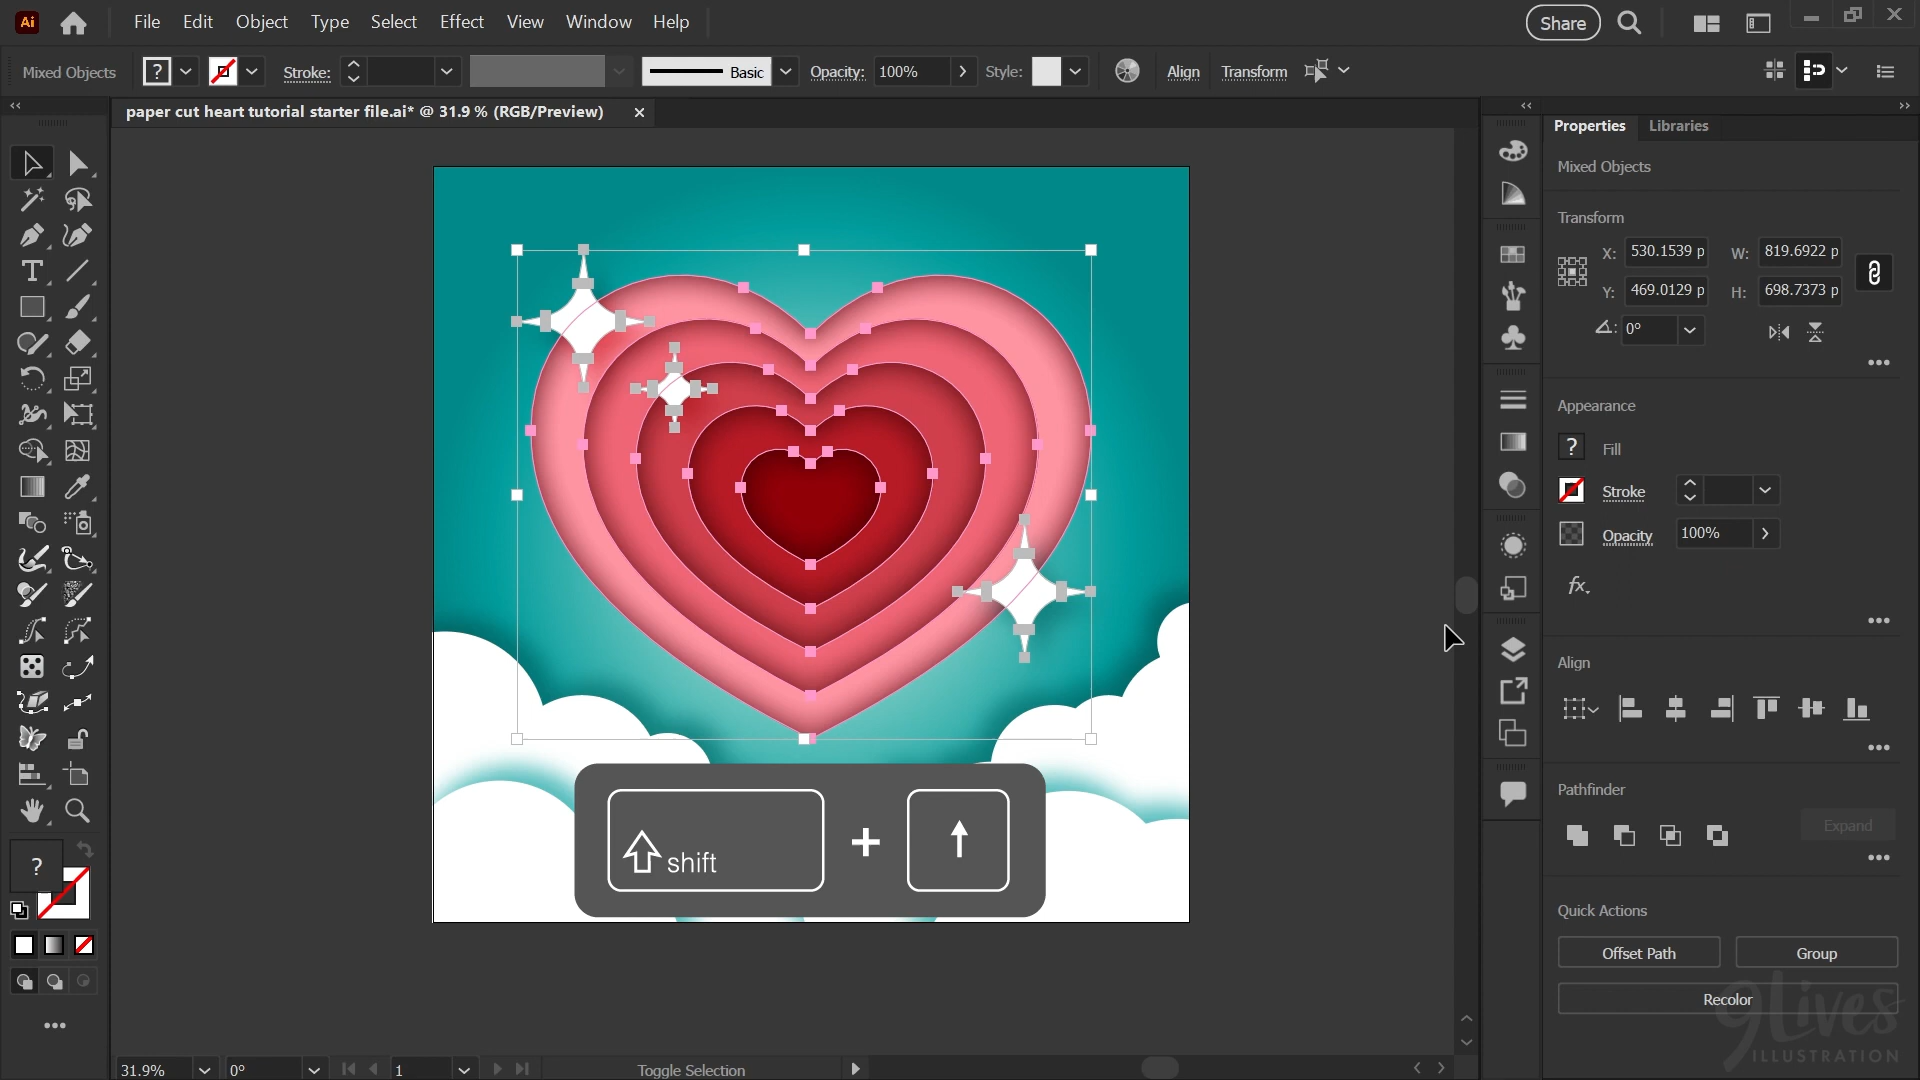 Ai File Edit Object Type Select Effect View Window Help Share
Mixed Objects ? Stroke: Basic Opacity: 100% Style: Align Transform
paper cut heart tutorial starter file.ai* @ 31.9 % (RGB/Preview)
Properties Libraries
Mixed Objects
Transform
X: 530.1539 p W: 819.6922 p
Y: 469.0129 p H: 698.7373 p
0°
Appearance
? Fill
Stroke
Opacity 100%
fx.
Align
Pathfinder
Expand
shift + ↑
?
Quick Actions
Offset Path Group
Recolor
9Lives
ILLUSTRATION
31.9% 0° 1 Toggle Selection